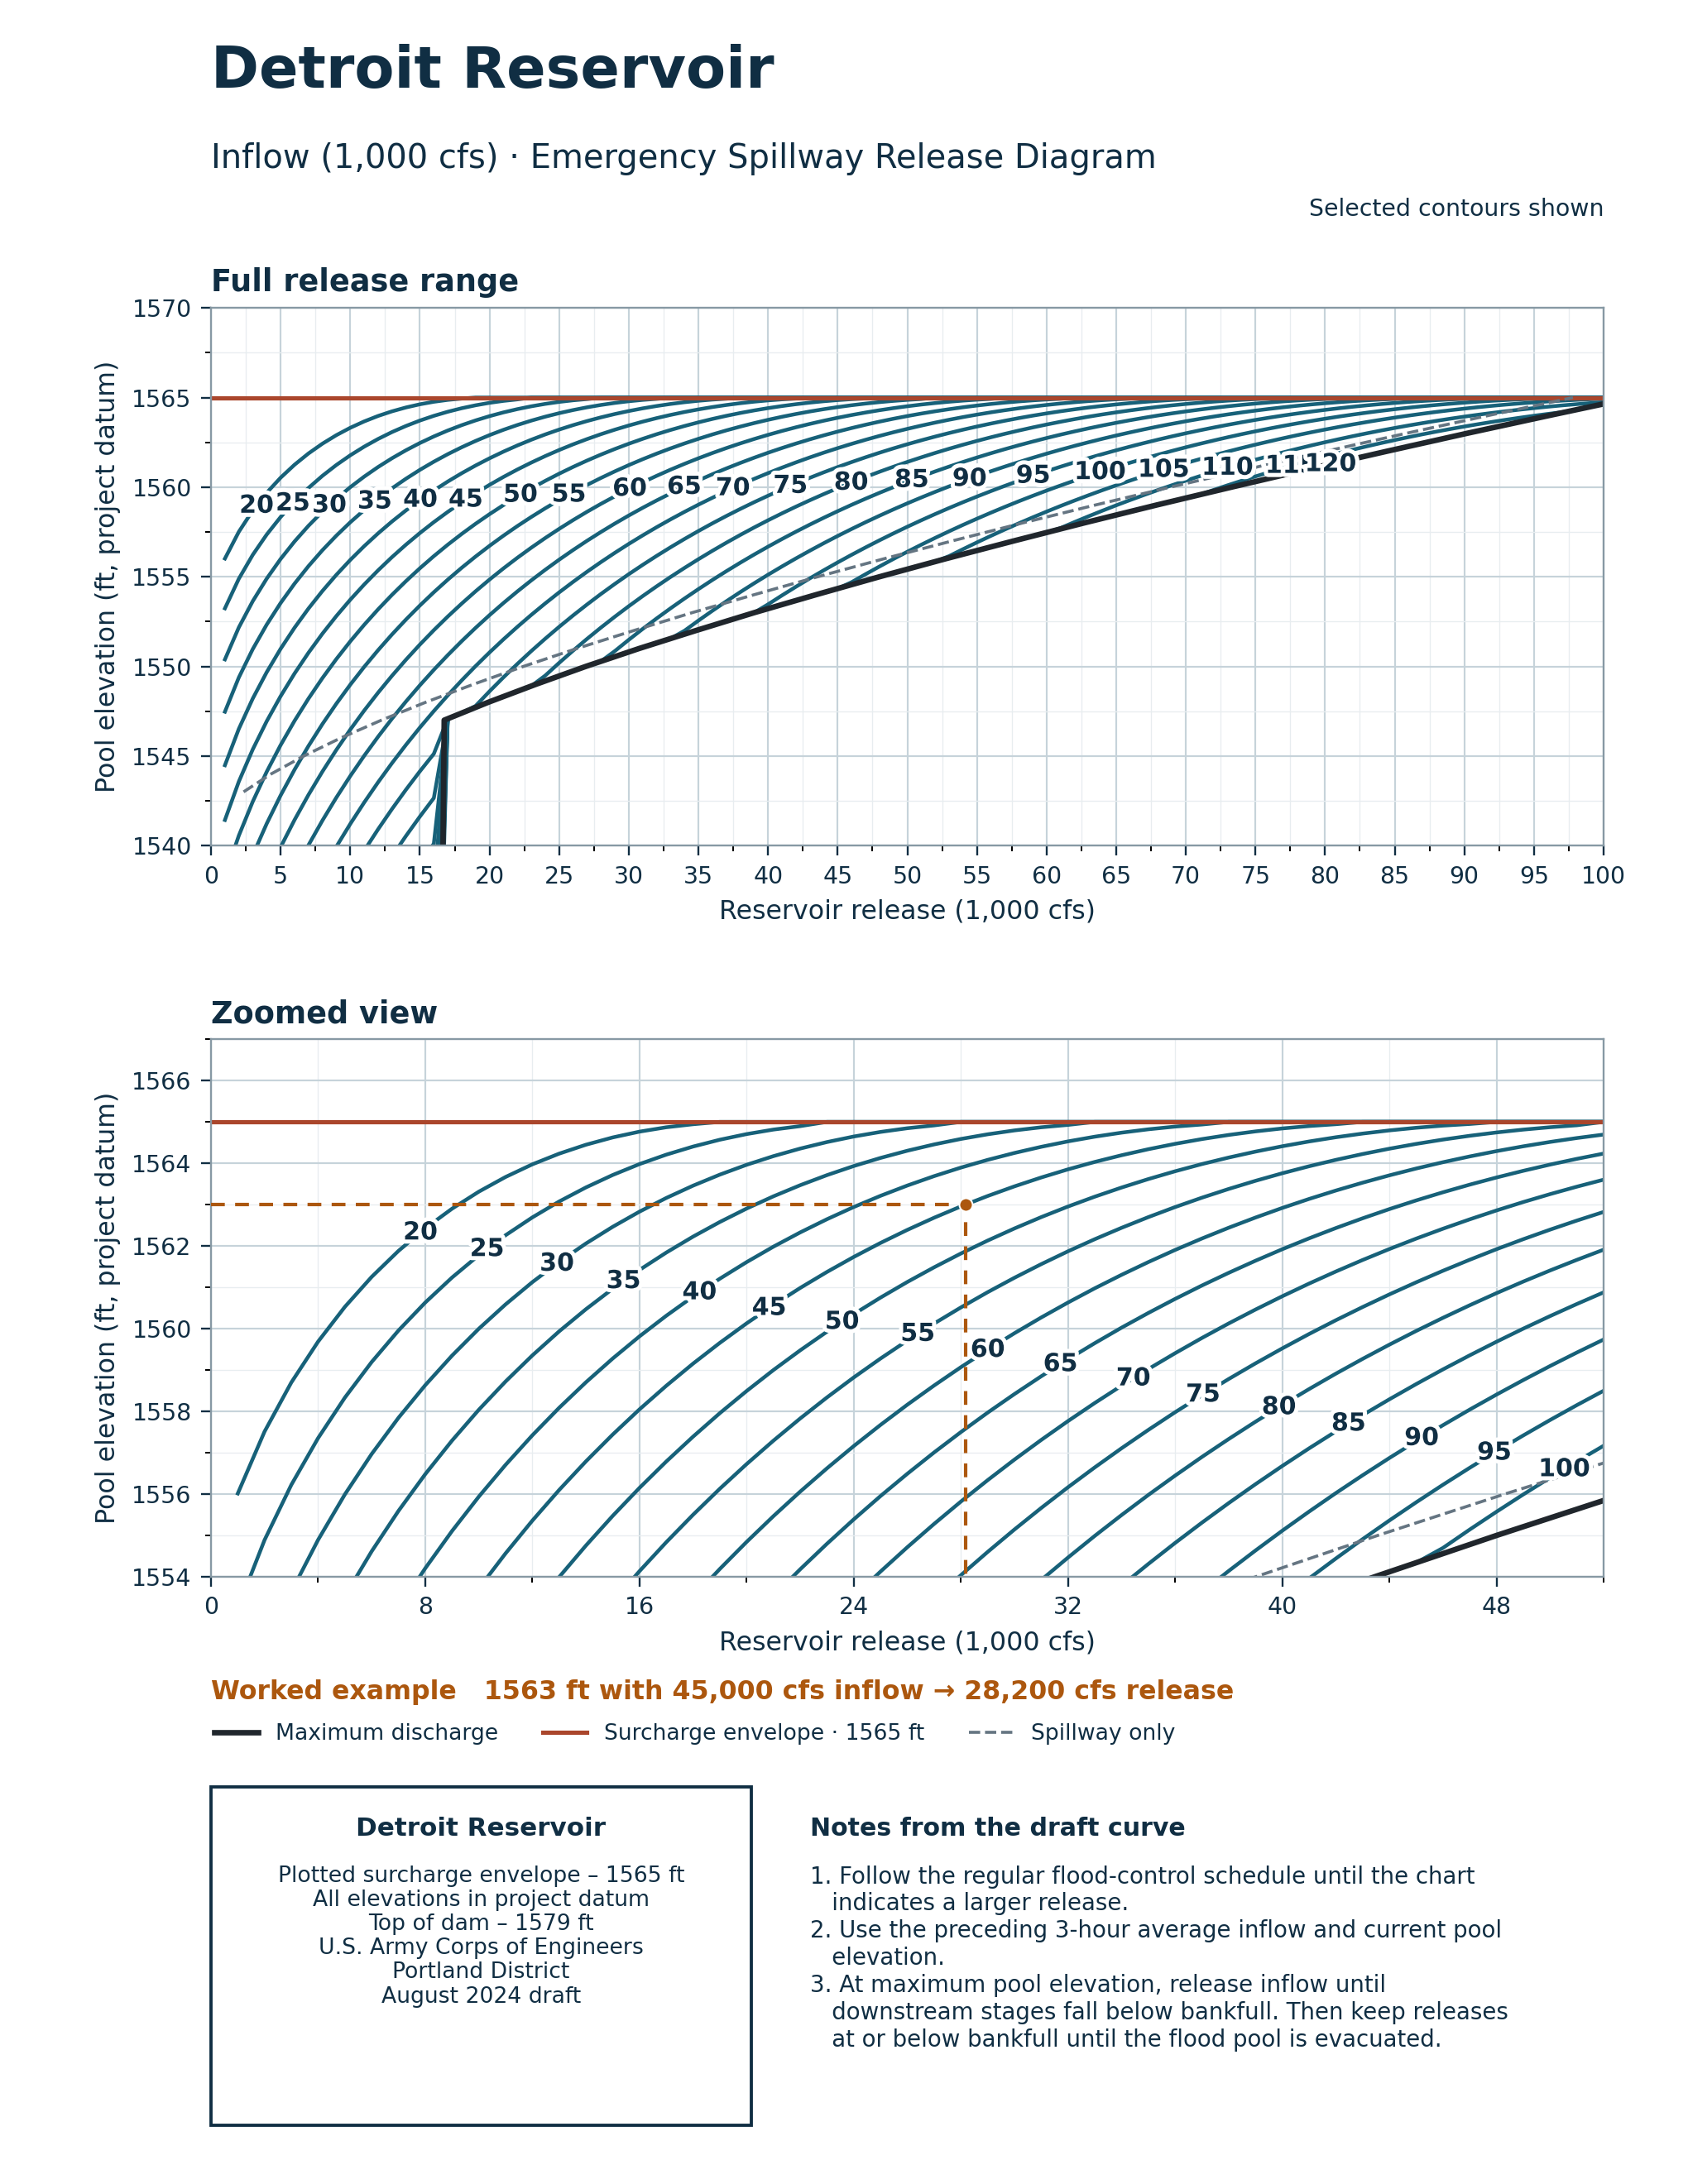 Detroit Reservoir
Inflow (1,000 cfs) · Emergency Spillway Release Diagram
Selected contours shown
Full release range
Pool elevation (ft, project datum)
1570
1565
1560
1555
1550
1545
1540
20 25 30 35 40 45 50 55 60 65 70 75 80 85 90 95 100 105 110 11 120
0 5 10 15 20 25 30 35 40 45 50 55 60 65 70 75 80 85 90 95 100
Reservoir release (1,000 cfs)
Zoomed view
Pool elevation (ft, project datum)
1566
1564
1562
1560
1558
1556
1554
20 25 30 35 40 45 50 55 60 65 70 75 80 85 90 95 100
0 8 16 24 32 40 48
Reservoir release (1,000 cfs)
Worked example 1563 ft with 45,000 cfs inflow → 28,200 cfs release
Maximum discharge Surcharge envelope · 1565 ft Spillway only
Detroit Reservoir
Plotted surcharge envelope – 1565 ft
All elevations in project datum
Top of dam – 1579 ft
U.S. Army Corps of Engineers
Portland District
August 2024 draft
Notes from the draft curve
1. Follow the regular flood-control schedule until the chart
indicates a larger release.
2. Use the preceding 3-hour average inflow and current pool
elevation.
3. At maximum pool elevation, release inflow until
downstream stages fall below bankfull. Then keep releases
at or below bankfull until the flood pool is evacuated.